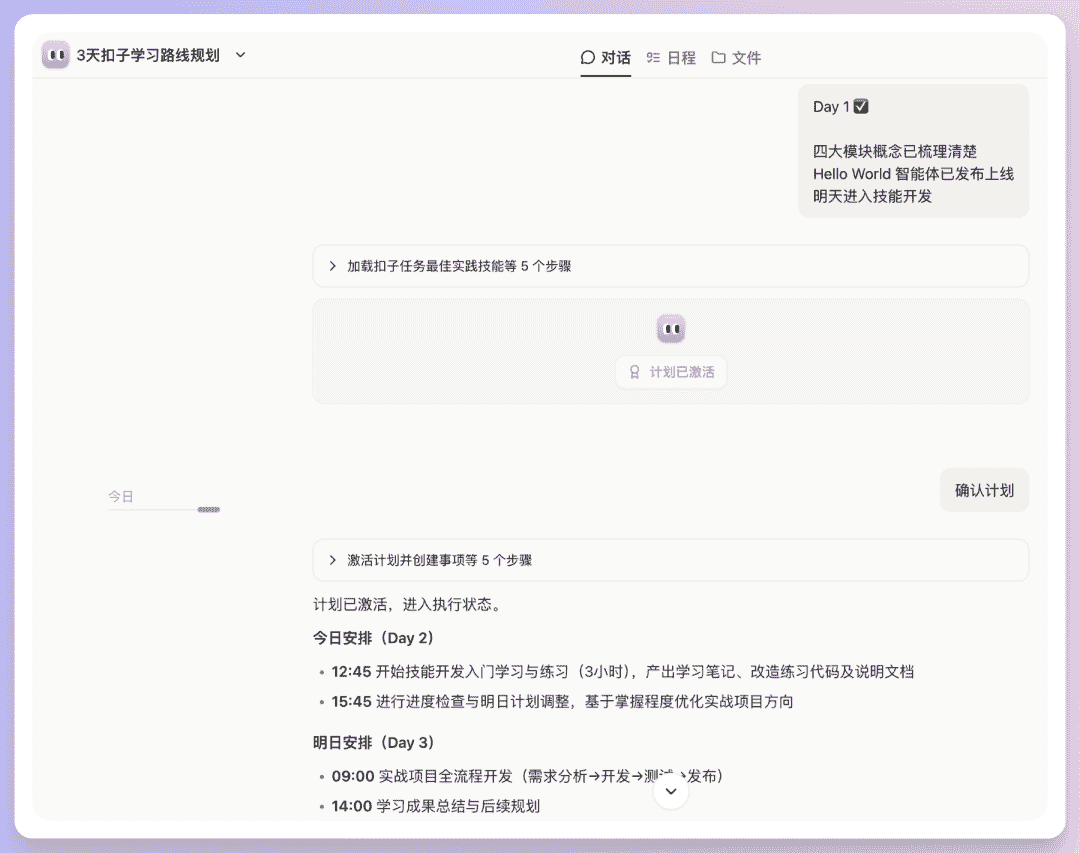 3天扣子学习路线规划
对话 日程 文件
Day 1 ✅
四大模块概念已梳理清楚
Hello World 智能体已发布上线
明天进入技能开发
加载扣子任务最佳实践技能等 5 个步骤
计划已激活
今日
确认计划
激活计划并创建事项等 5 个步骤
计划已激活，进入执行状态。
今日安排（Day 2）
• 12:45 开始技能开发入门学习与练习（3小时），产出学习笔记、改造练习代码及说明文档
• 15:45 进行进度检查与明日计划调整，基于掌握程度优化实战项目方向
明日安排（Day 3）
• 09:00 实战项目全流程开发（需求分析→开发→测试→发布）
• 14:00 学习成果总结与后续规划